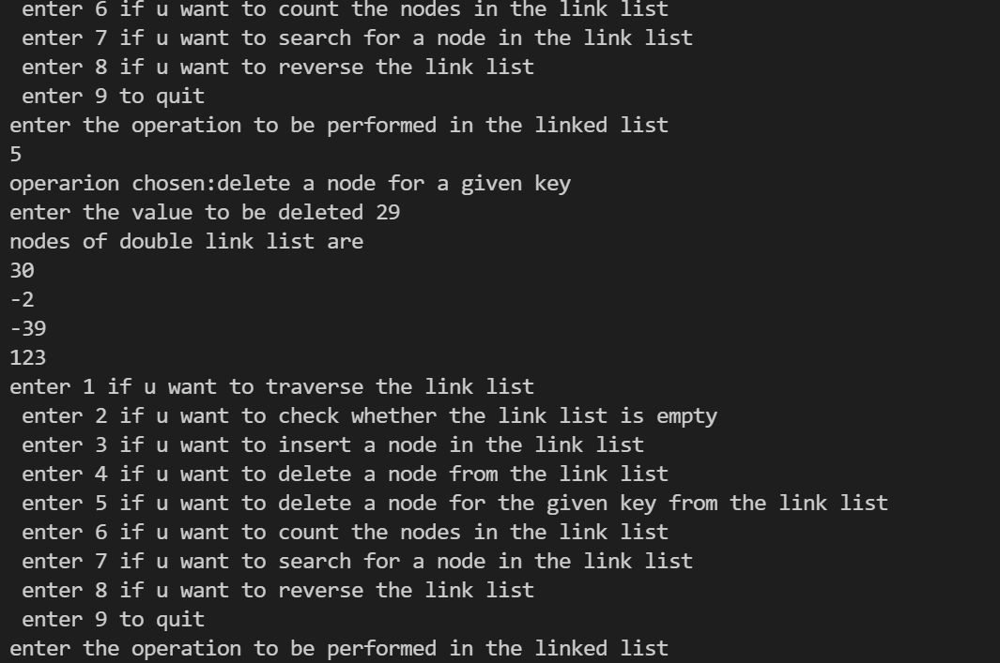 enter 6 if u want to count the nodes in the link list
enter 7 if u want to search for a node in the link list
enter 8 if u want to reverse the link list
enter 9 to quit
enter the operation to be performed in the linked list
5
operarion chosen:delete a node for a given key
enter the value to be deleted 29
nodes of double link list are
30
-2
-39
123
enter 1 if u want to traverse the link list
enter 2 if u want to check whether the link list is empty
enter 3 if u want to insert a node in the link list
enter 4 if u want to delete a node from the link list
enter 5 if u want to delete a node for the given key from the link list
enter 6 if u want to count the nodes in the link list
enter 7 if u want to search for a node in the link list
enter 8 if u want to reverse the link list
enter 9 to quit
enter the operation to be performed in the linked list